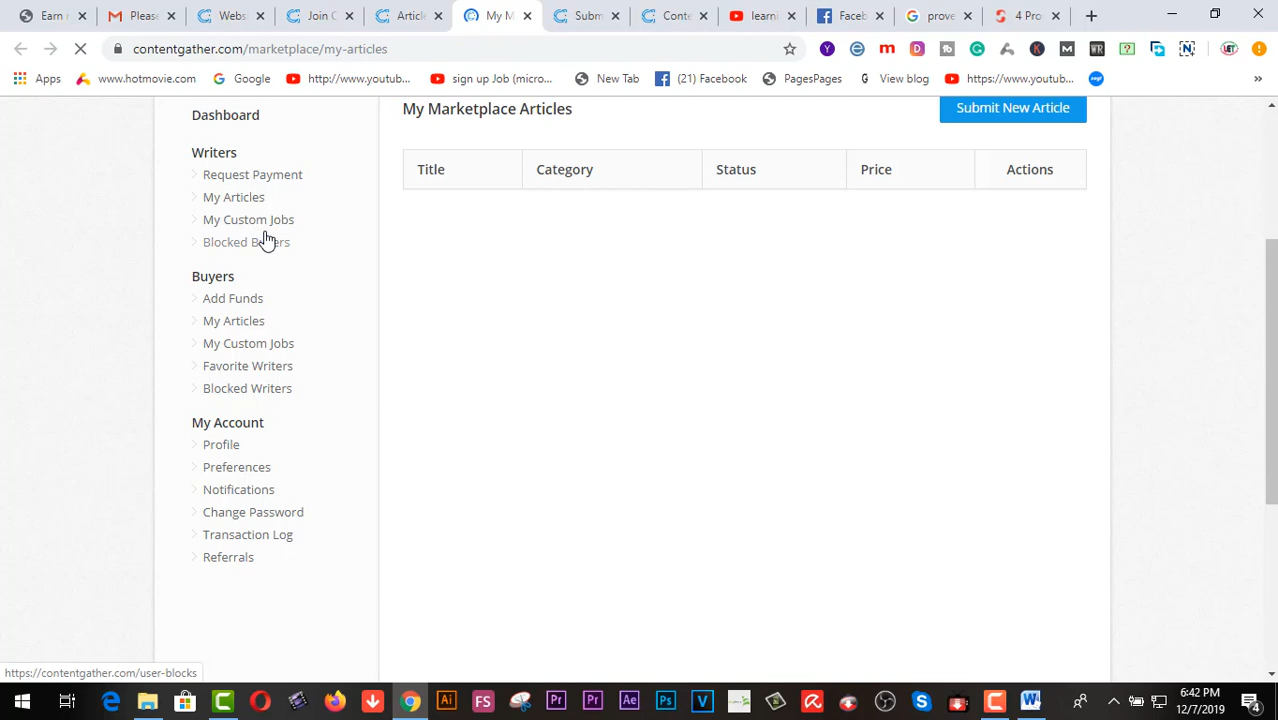 Earn
Please
Webs
Join C
Article
My M
Subm
Conte
learni
Faceb
prove
4 Pro
contentgather.com/marketplace/my-articles
Apps
www.hotmovie.com
Google
http://www.youtub...
sign up Job (micro...
New Tab
(21) Facebook
PagesPages
View blog
https://www.youtub...
»
Dashboard
Writers
Request Payment
My Articles
My Custom Jobs
Blocked
Buyers
Add Funds
My Articles
My Custom Jobs
Favorite Writers
Blocked Writers
My Account
Profile
Preferences
Notifications
Change Password
Transaction Log
Referrals
My Marketplace Articles
Submit New Article
Title Category Status Price Actions
https://contentgather.com/user-blocks
6:42 PM
12/7/2019
4